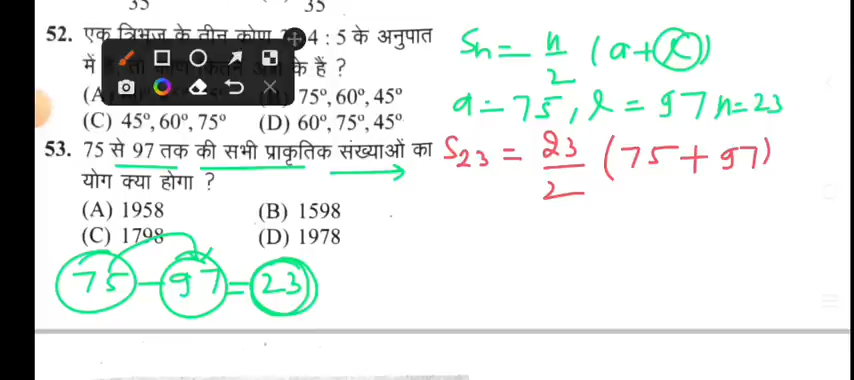 35 35
52. एक त्रिभुज के तीन कोण 4 : 5 के अनुपात
में के हैं ?
75°, 60°, 45°
(C) 45°, 60°, 75° (D) 60°, 75°, 45°
53. 75 से 97 तक की सभी प्राकृतिक संख्याओं का
योग क्या होगा ?
(A) 1958 (B) 1598
(C) 1798 (D) 1978
75 - 97 = 23
Sn = n/2 (a+l)
a = 75, l = 97 n = 23
S23 = 23/2 (75 + 97)